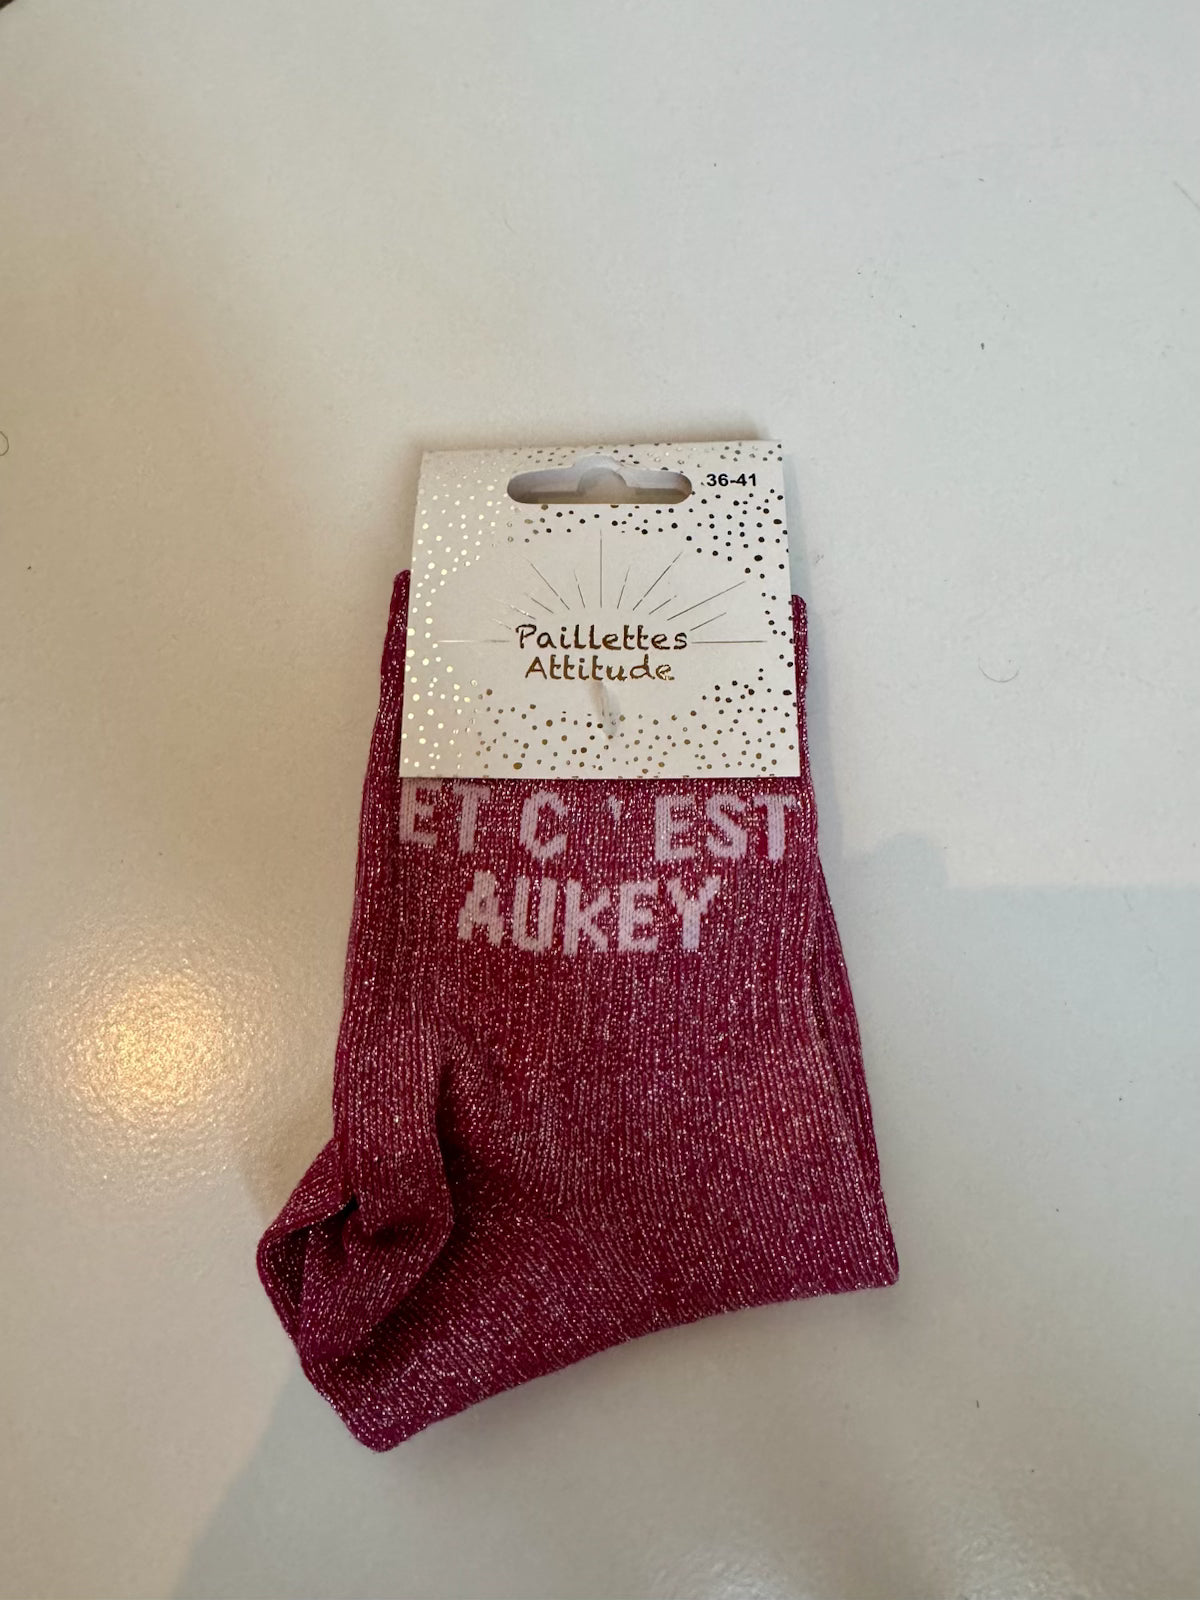 36-41
Paillettes
Attitude
ET C ' EST
AUKEY